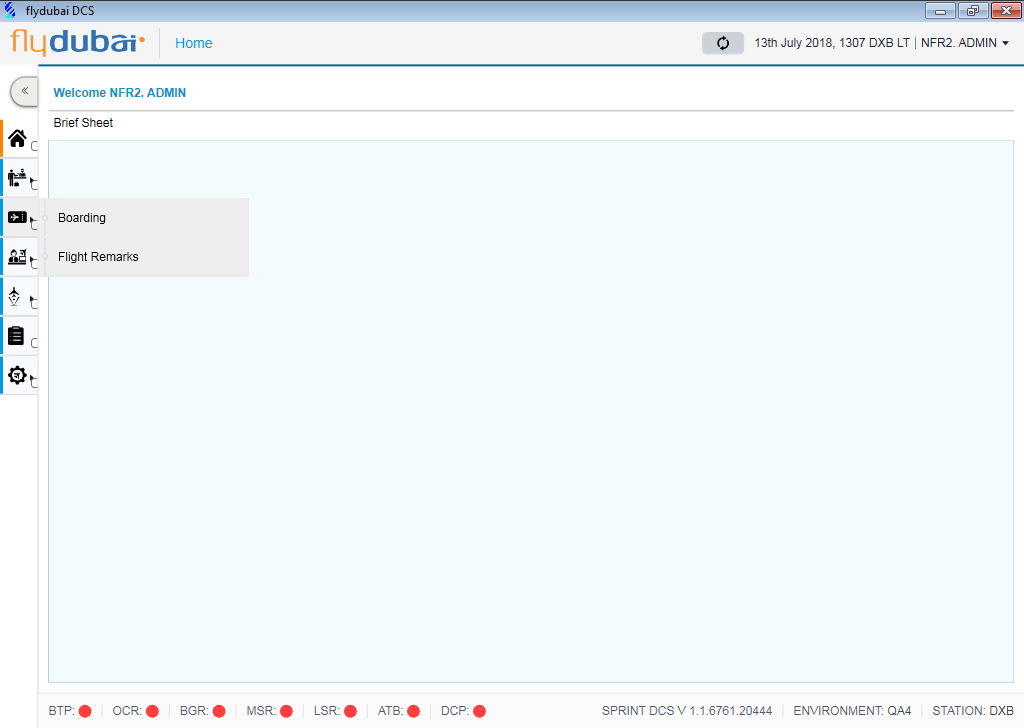 flydubai DCS
flydubai Home 13th July 2018, 1307 DXB LT | NFR2. ADMIN
Welcome NFR2. ADMIN
Brief Sheet
Boarding
Flight Remarks
BTP: OCR: BGR: MSR: LSR: ATB: DCP: SPRINT DCS V 1.1.6761.20444 ENVIRONMENT: QA4 STATION: DXB